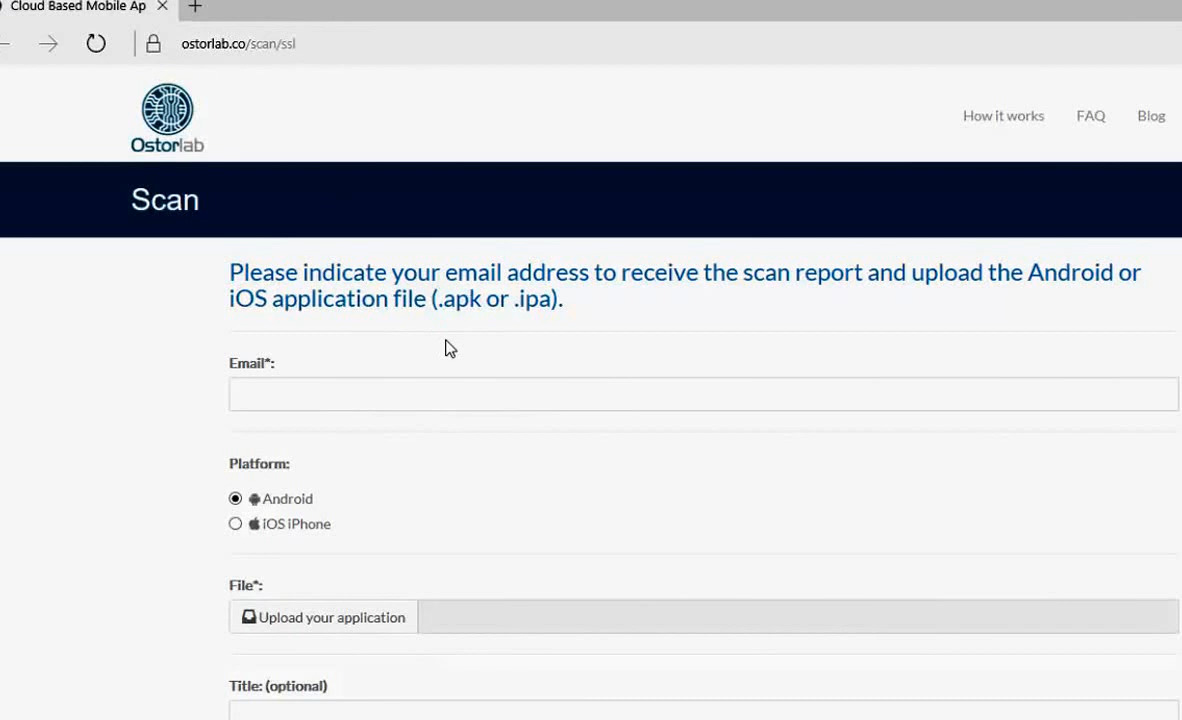 Cloud Based Mobile Ap
ostorlab.co/scan/ssl
Ostorlab
How it works FAQ Blog
Scan
Please indicate your email address to receive the scan report and upload the Android or
iOS application file (.apk or .ipa).
Email*:
Platform:
Android
iOS iPhone
File*:
Upload your application
Title: (optional)